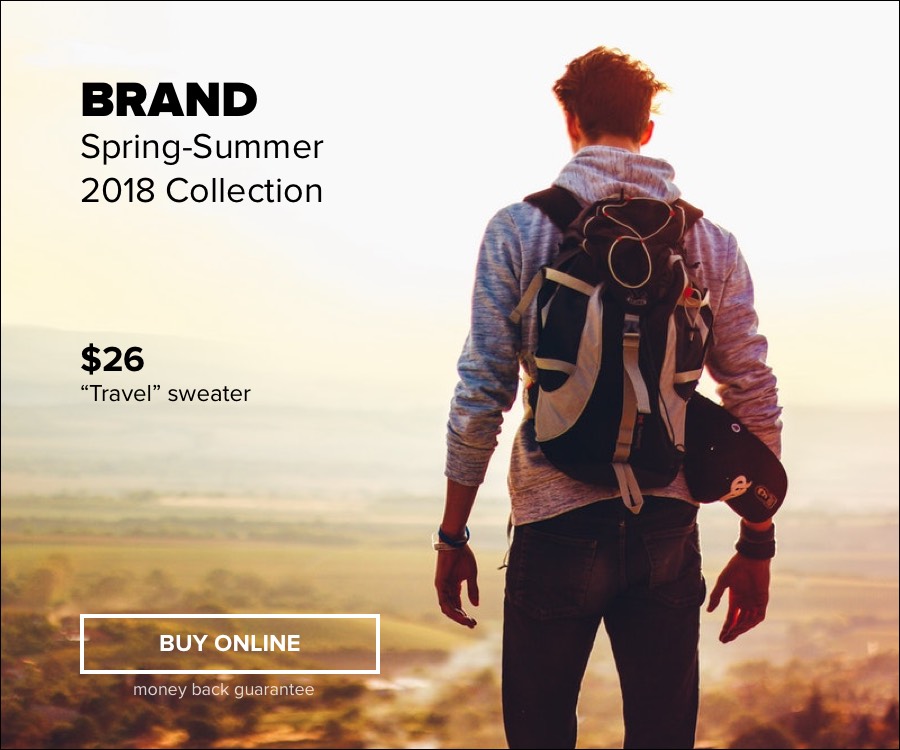 BRAND
Spring-Summer
2018 Collection
$26
“Travel” sweater
BUY ONLINE
money back guarantee